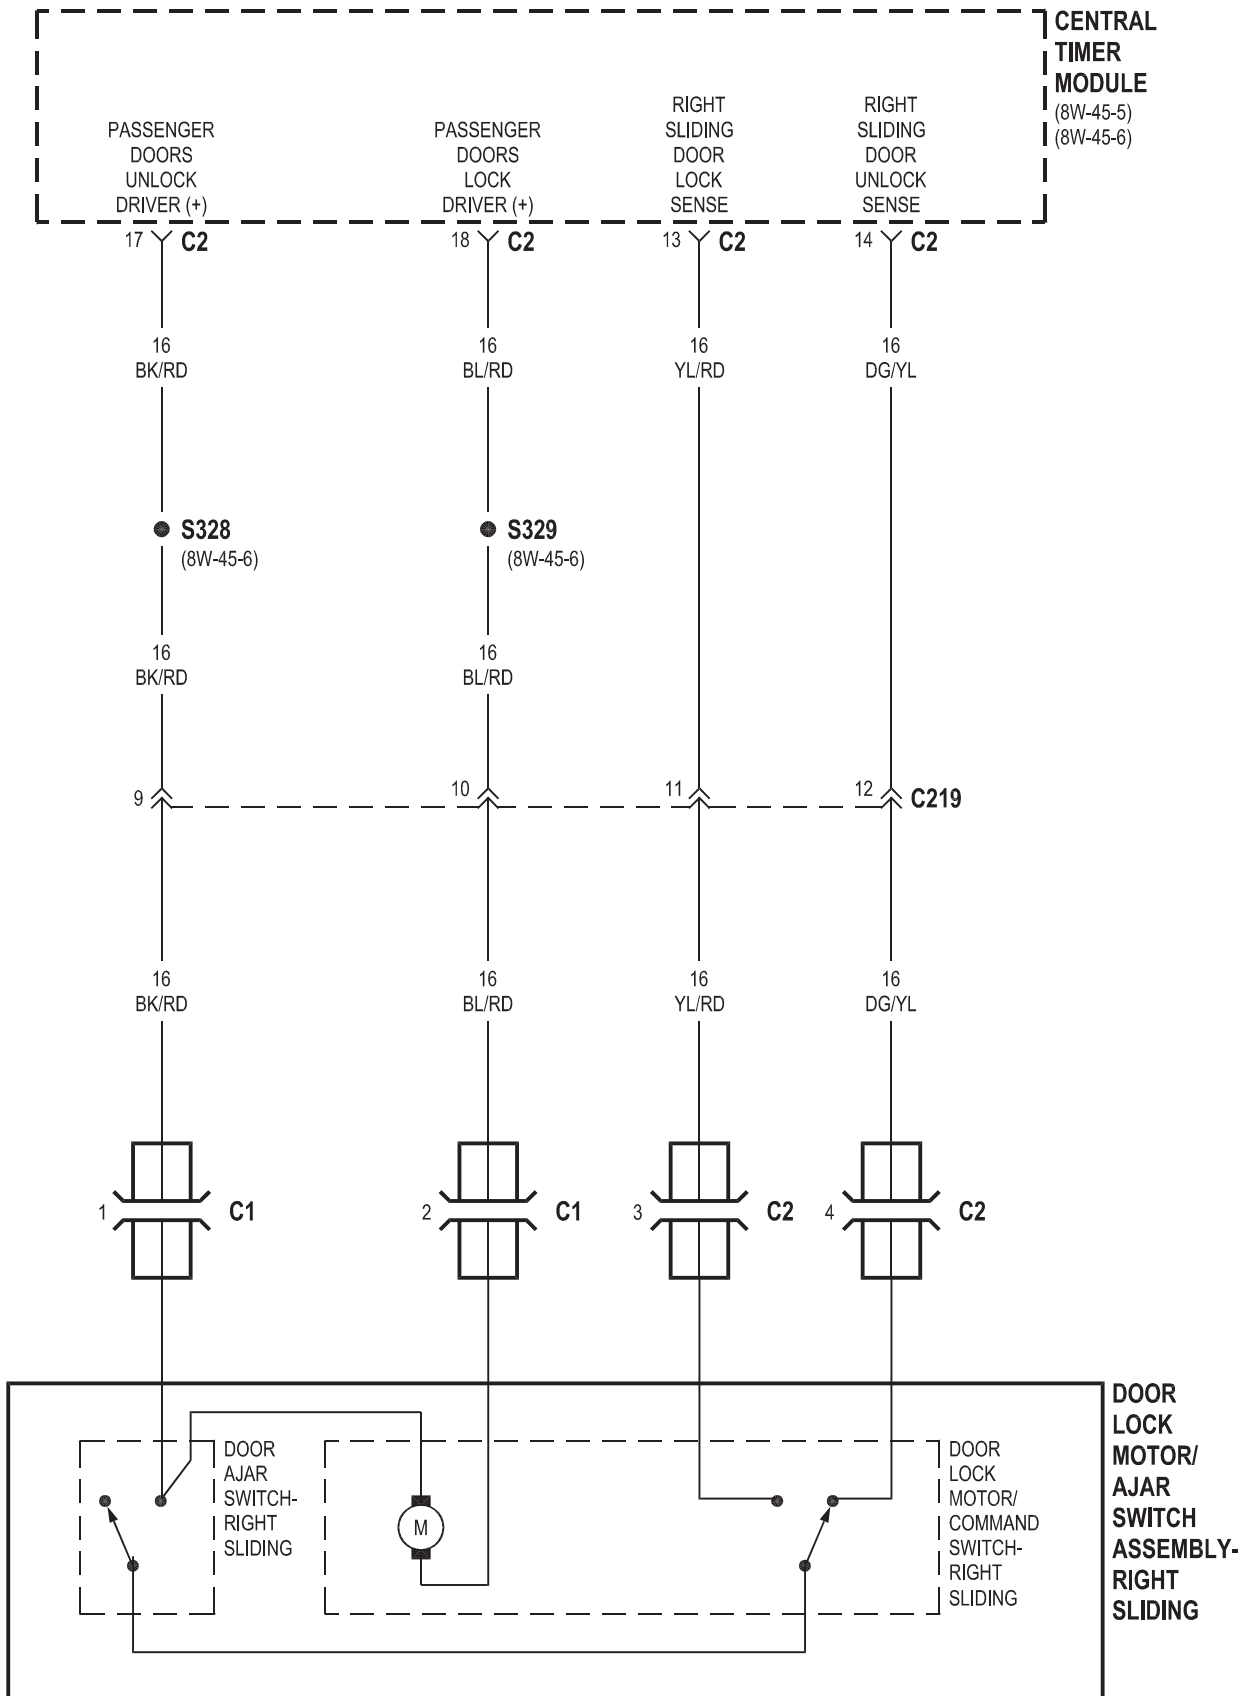 CENTRAL
TIMER
MODULE
(8W-45-5)
(8W-45-6)
PASSENGER
DOORS
UNLOCK
DRIVER (+)
PASSENGER
DOORS
LOCK
DRIVER (+)
RIGHT
SLIDING
DOOR
LOCK
SENSE
RIGHT
SLIDING
DOOR
UNLOCK
SENSE
17 C2
18 C2
13 C2
14 C2
16
BK/RD
16
BL/RD
16
YL/RD
16
DG/YL
S328
(8W-45-6)
S329
(8W-45-6)
16
BK/RD
16
BL/RD
9
10
11
12
C219
16
BK/RD
16
BL/RD
16
YL/RD
16
DG/YL
1 C1
2 C1
3 C2
4 C2
DOOR
AJAR
SWITCH-
RIGHT
SLIDING
M
DOOR
LOCK
MOTOR/
COMMAND
SWITCH-
RIGHT
SLIDING
DOOR
LOCK
MOTOR/
AJAR
SWITCH
ASSEMBLY-
RIGHT
SLIDING